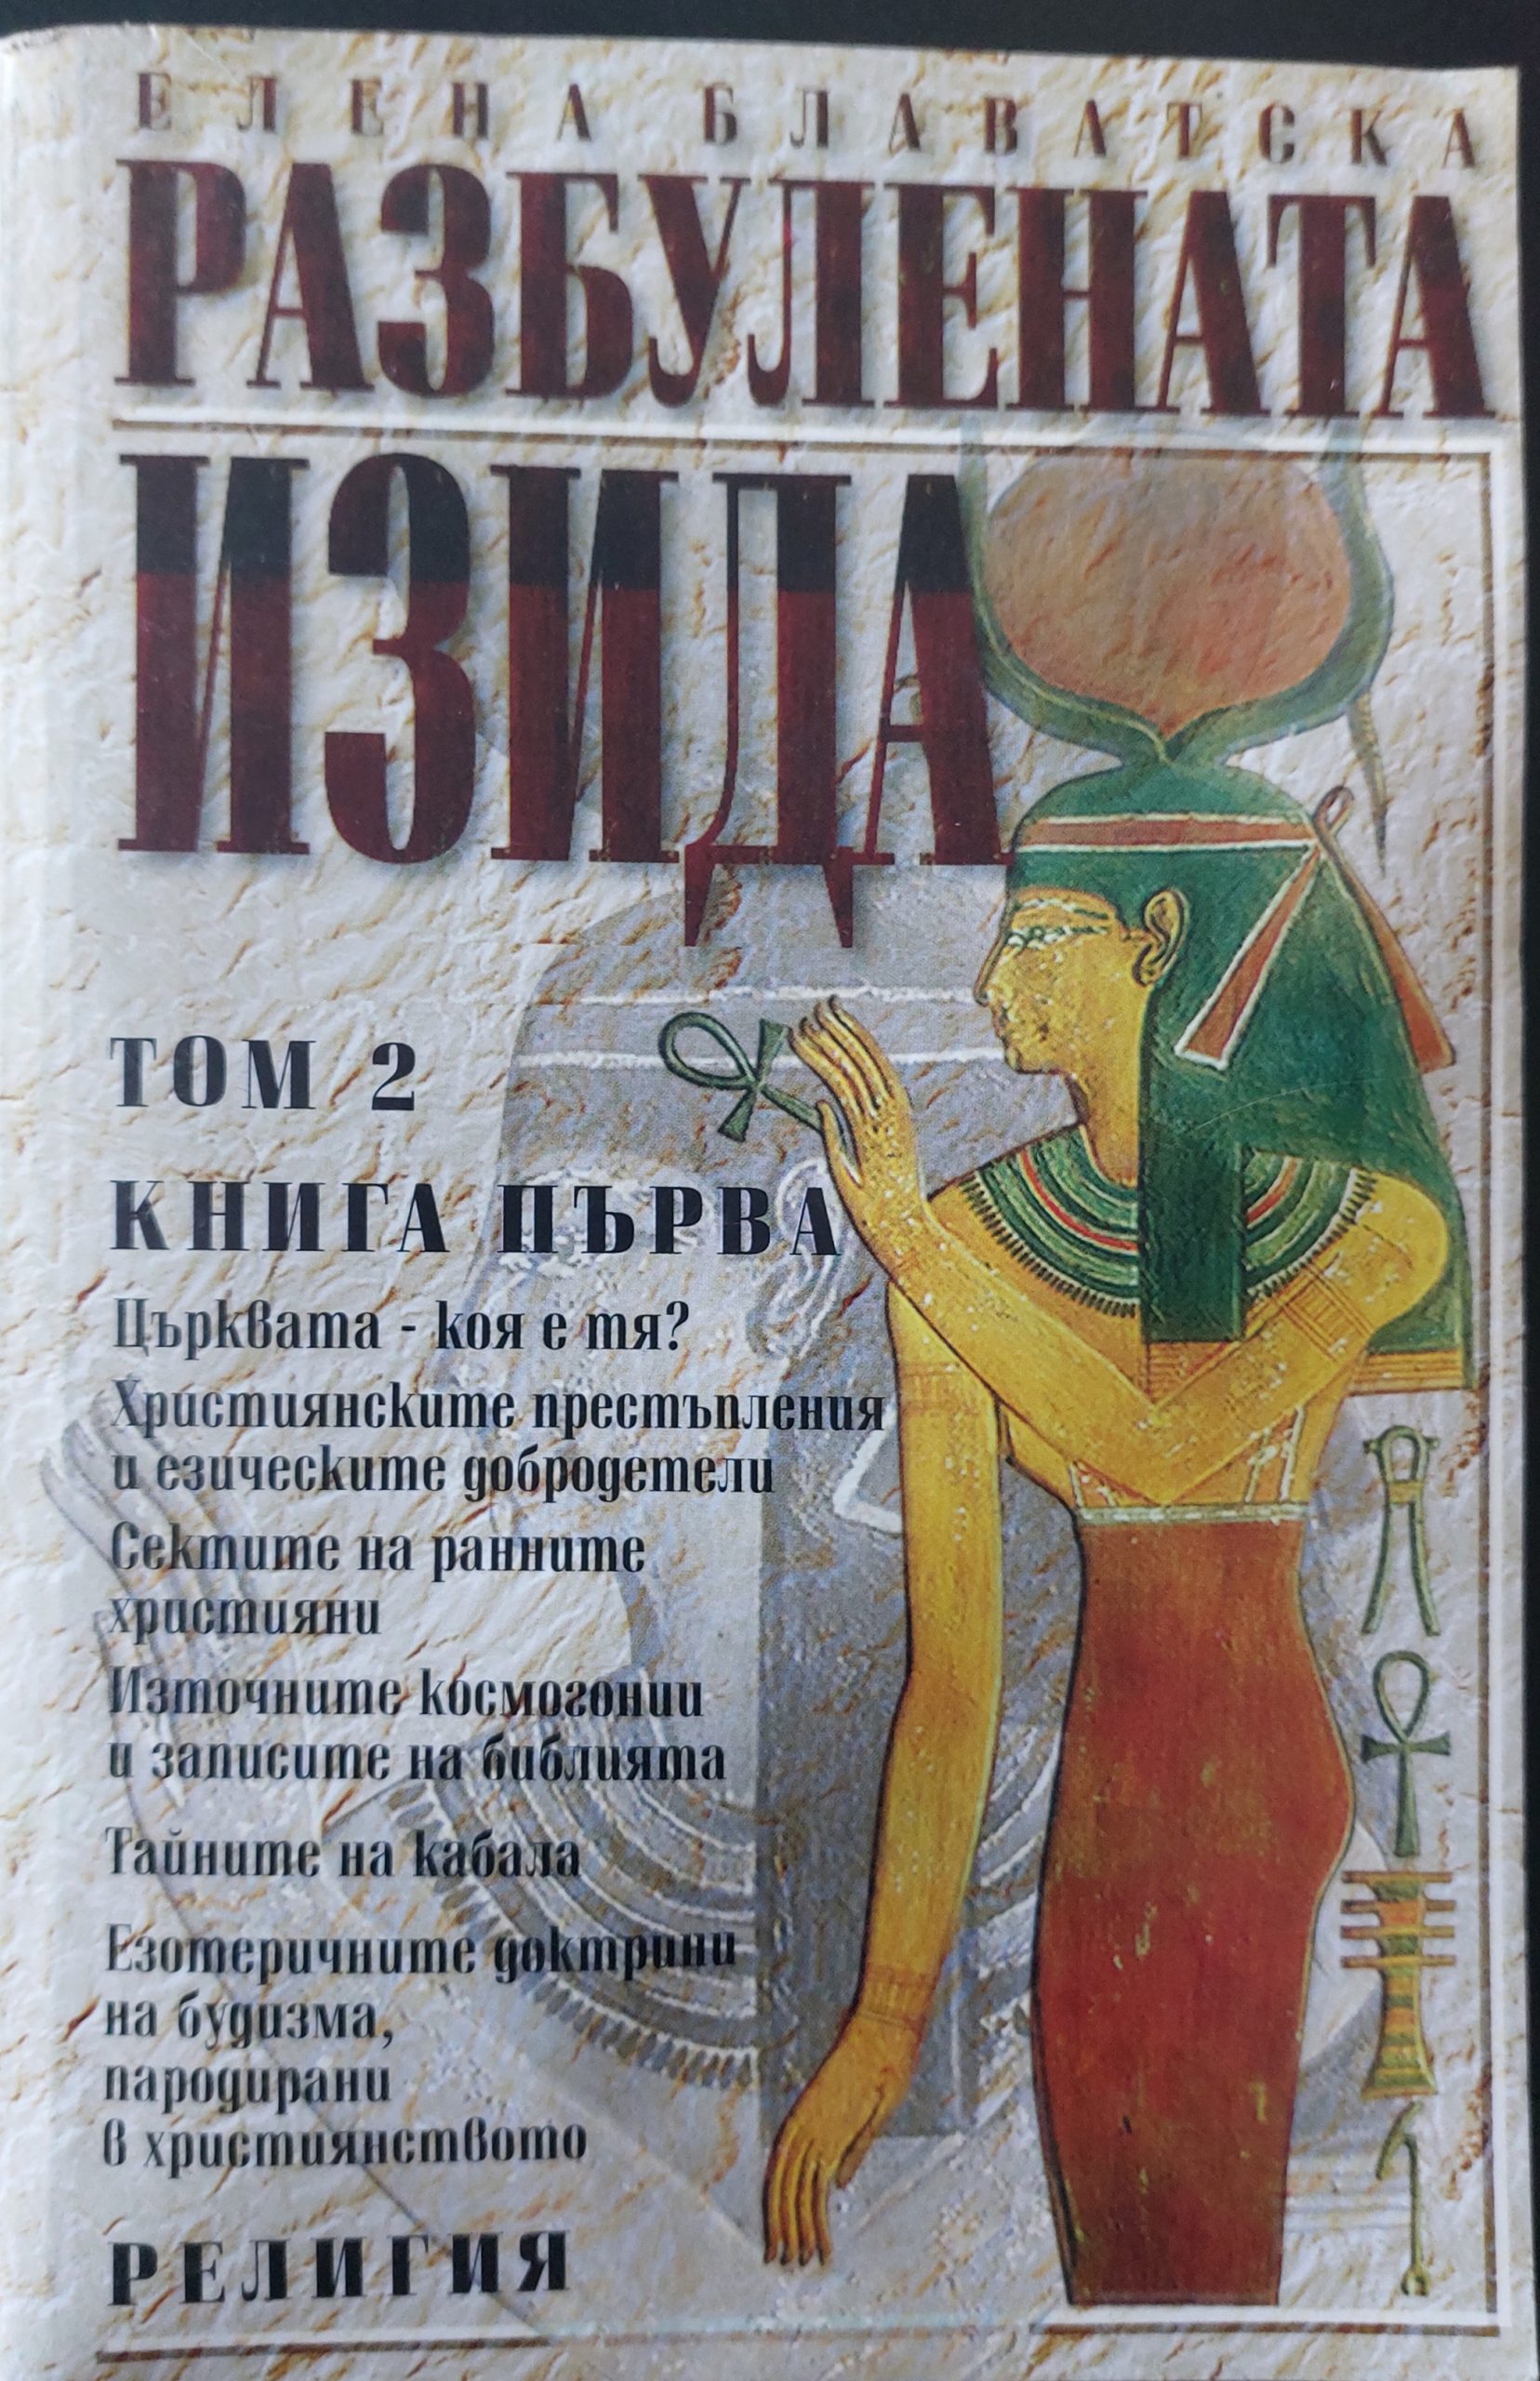 ЕЛЕНА БЛАВАТСКА
РАЗБУЛЕНАТА
ИЗИДА
ТОМ 2
КНИГА ПЪРВА
Църквата - коя е тя?
Християнските престъпления
и езическите добродетели
Сектите на ранните
християни
Източните космогонии
и записите на библията
Тайните на кабала
Езотеричните доктрини
на будизма,
пародирани
в християнството
РЕЛИГИЯ